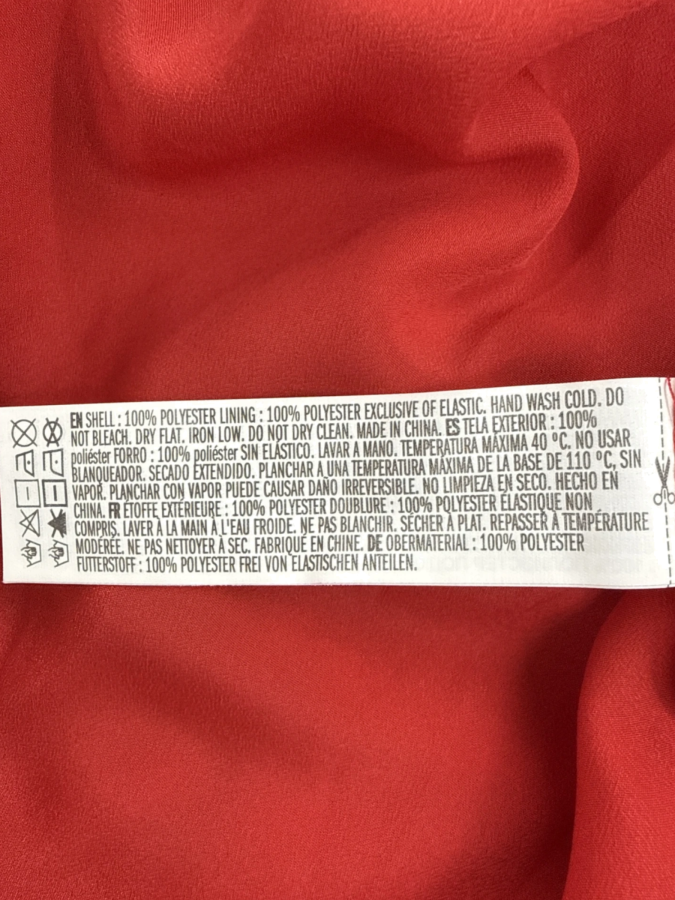 EN SHELL : 100% POLYESTER LINING : 100% POLYESTER EXCLUSIVE OF ELASTIC. HAND WASH COLD. DO
NOT BLEACH. DRY FLAT. IRON LOW. DO NOT DRY CLEAN. MADE IN CHINA. ES TELA EXTERIOR : 100%
poliéster FORRO : 100% poliéster SIN ELÁSTICO. LAVAR A MANO. TEMPERATURA MÁXIMA 40 ºC. NO USAR
BLANQUEADOR. SECADO EXTENDIDO. PLANCHAR A UNA TEMPERATURA MÁXIMA DE LA BASE DE 110 ºC, SIN
VAPOR. PLANCHAR CON VAPOR PUEDE CAUSAR DAÑO IRREVERSIBLE. NO LIMPIEZA EN SECO. HECHO EN
CHINA. FR ÉTOFFE EXTÉRIEURE : 100% POLYESTER DOUBLURE : 100% POLYESTER ÉLASTIQUE NON
COMPRIS. LAVER À LA MAIN À L'EAU FROIDE. NE PAS BLANCHIR. SÉCHER À PLAT. REPASSER À TEMPÉRATURE
MODÉRÉE. NE PAS NETTOYER À SEC. FABRIQUÉ EN CHINE. DE OBERMATERIAL : 100% POLYESTER
FUTTERSTOFF : 100% POLYESTER FREI VON ELASTISCHEN ANTEILEN.